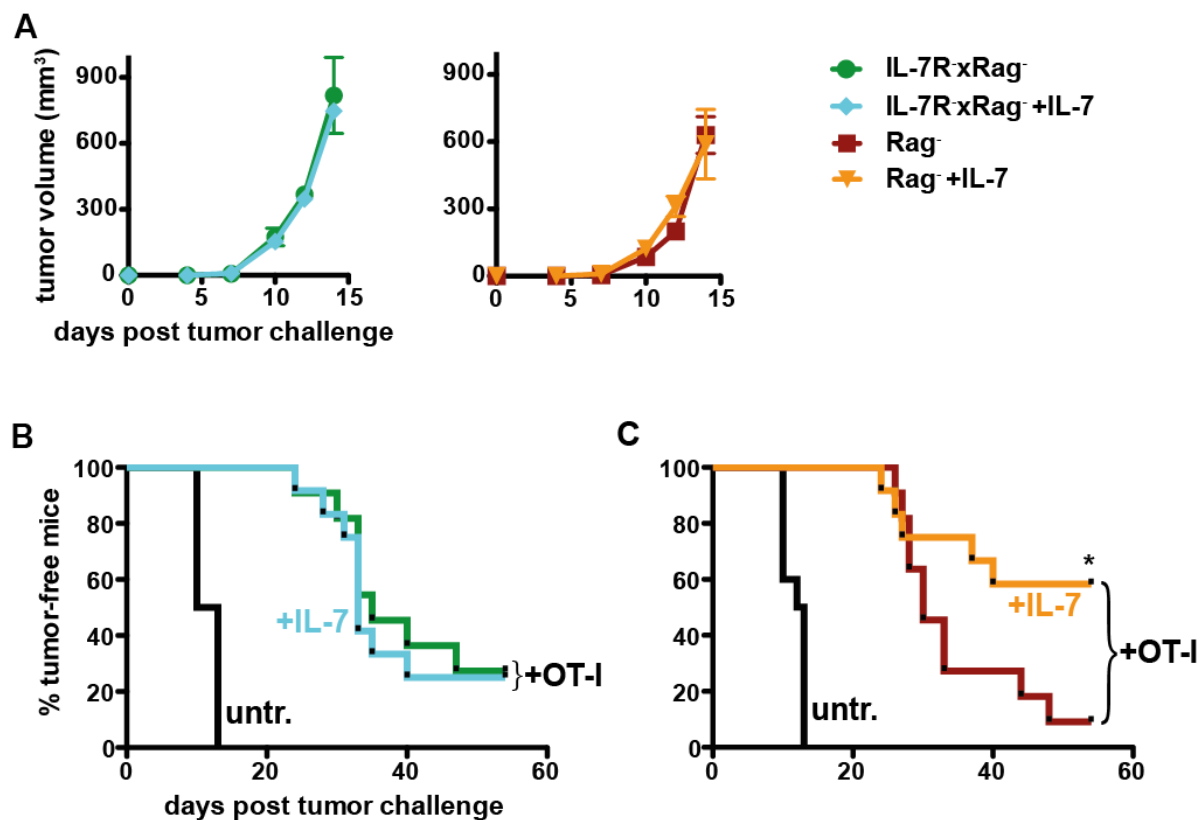 A
tumor volume (mm³)
900
600
300
0
0 5 10 15
days post tumor challenge
900
600
300
0
0 5 10 15
IL-7R⁻xRag⁻
IL-7R⁻xRag⁻ +IL-7
Rag⁻
Rag⁻ +IL-7
B
% tumor-free mice
100
80
60
40
20
0
0 20 40 60
days post tumor challenge
+IL-7
untr.
}+OT-I
C
100
80
60
40
20
0
0 20 40 60
*
+IL-7
}+OT-I
untr.